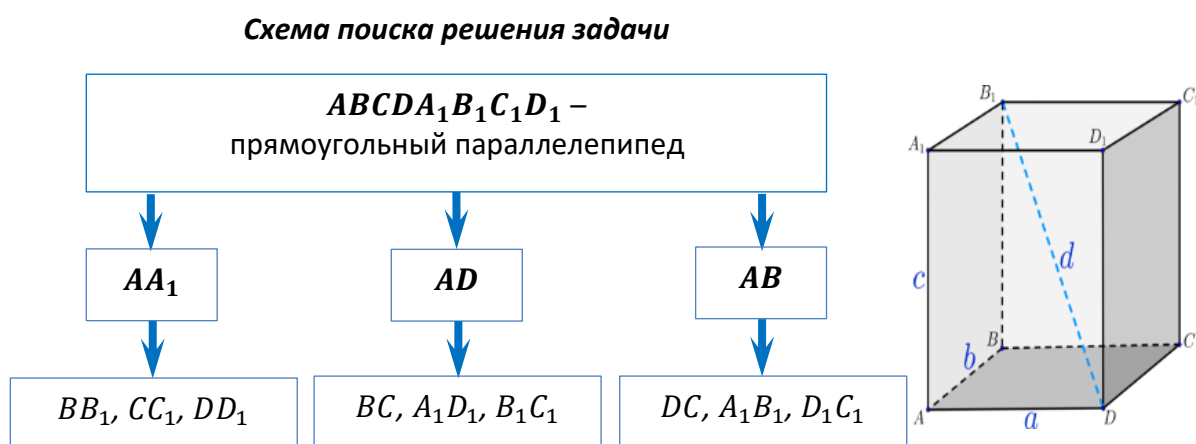 Схема поиска решения задачи
ABCDA₁B₁C₁D₁ –
прямоугольный параллелепипед
AA₁
AD
AB
BB₁, CC₁, DD₁
BC, A₁D₁, B₁C₁
DC, A₁B₁, D₁C₁
B₁
C₁
A₁
D₁
d
c
B
C
b
A
a
D